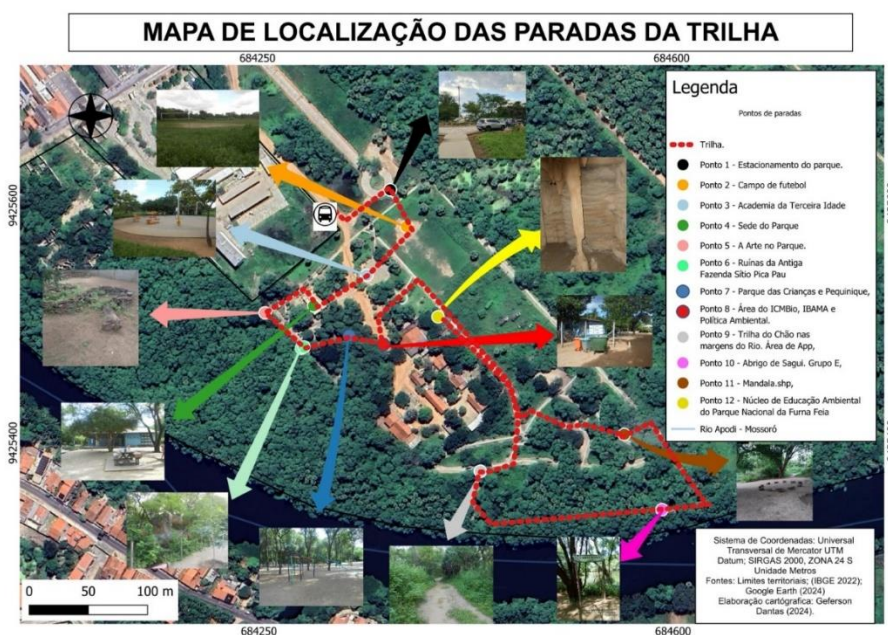 MAPA DE LOCALIZAÇÃO DAS PARADAS DA TRILHA
684250
684600
9425600
9425400
Legenda
Pontos de paradas
Trilha.
Ponto 1 - Estacionamento do parque.
Ponto 2 - Campo de futebol
Ponto 3 - Academia da Terceira Idade
Ponto 4 - Sede do Parque
Ponto 5 - A Arte no Parque.
Ponto 6 - Ruínas da Antiga
Fazenda Sítio Pica Pau
Ponto 7 - Parque das Crianças e Pequinique,
Ponto 8 - Área do ICMBio, IBAMA e
Política Ambiental.
Ponto 9 - Trilha do Chão nas
margens do Rio. Área de App,
Ponto 10 - Abrigo de Sagui. Grupo E,
Ponto 11 - Mandala.shp,
Ponto 12 - Núcleo de Educação Ambiental
do Parque Nacional da Furna Feia
Rio Apodi - Mossoró
Sistema de Coordenadas: Universal
Transversal de Mercator UTM
Datum; SIRGAS 2000, ZONA 24 S
Unidade Metros
Fontes: Limites territoriais; (IBGE 2022);
Google Earth (2024)
Elaboração cartógrafica: Geferson
Dantas (2024).
0 50 100 m
684250
684600